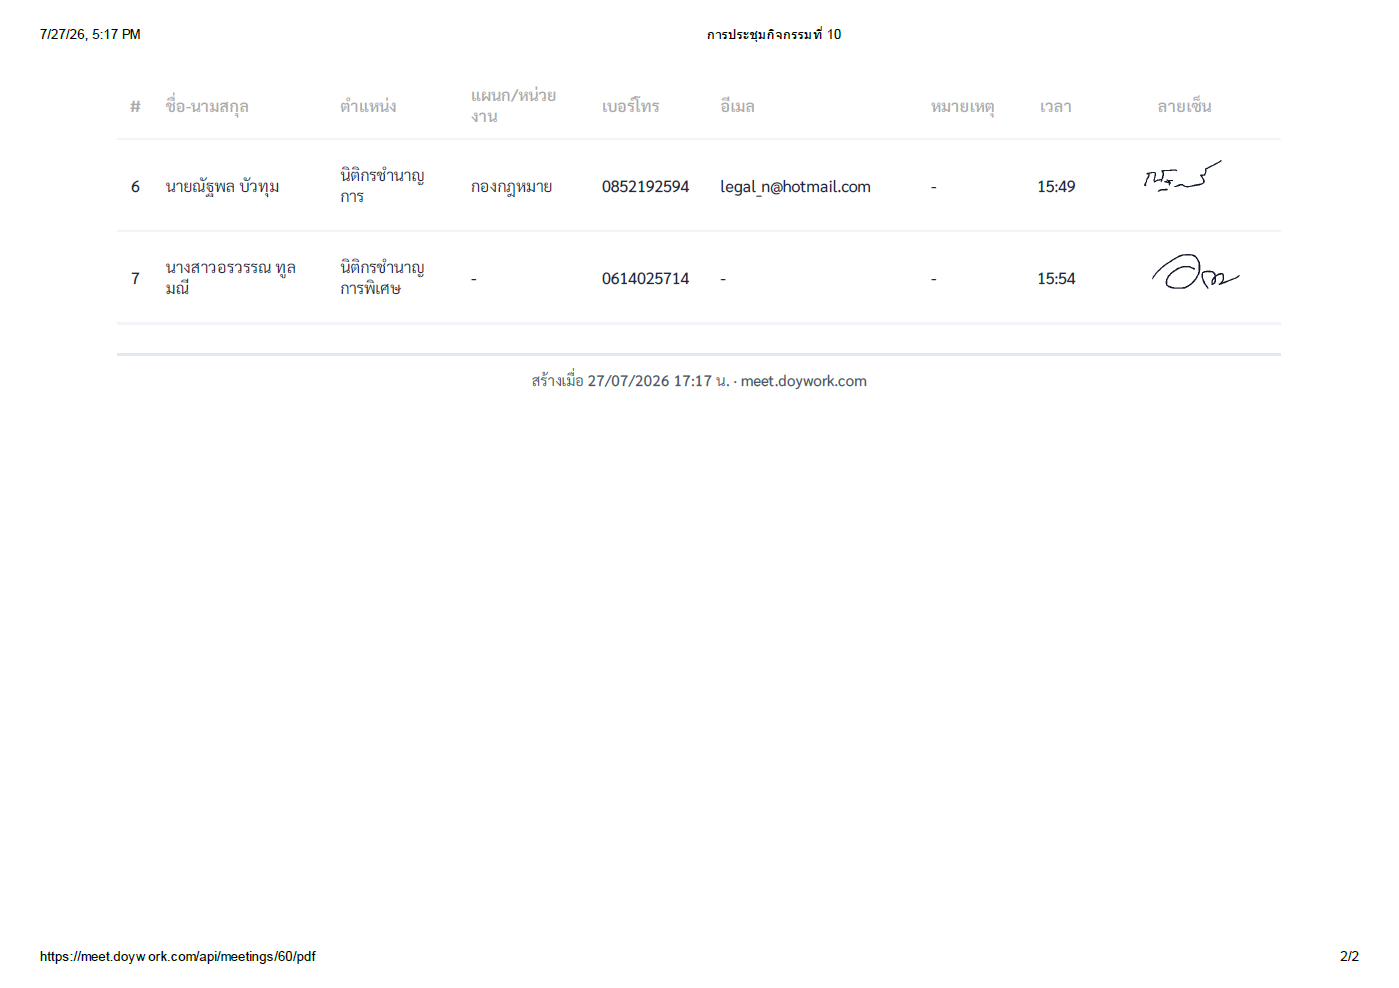 7/27/26, 5:17 PM การประชุมกิจกรรมที่ 10
# ชื่อ-นามสกุล ตำแหน่ง แผนก/หน่วย
งาน เบอร์โทร อีเมล หมายเหตุ เวลา ลายเซ็น
6 นายณัฐพล บัวทุม นิติกรชำนาญ
การ กองกฎหมาย 0852192594 legal_n@hotmail.com - 15:49
7 นางสาวอรวรรณ ทูล
มณี นิติกรชำนาญ
การพิเศษ - 0614025714 - - 15:54
สร้างเมื่อ 27/07/2026 17:17 น. · meet.doywork.com
https://meet.doywork.com/api/meetings/60/pdf 2/2